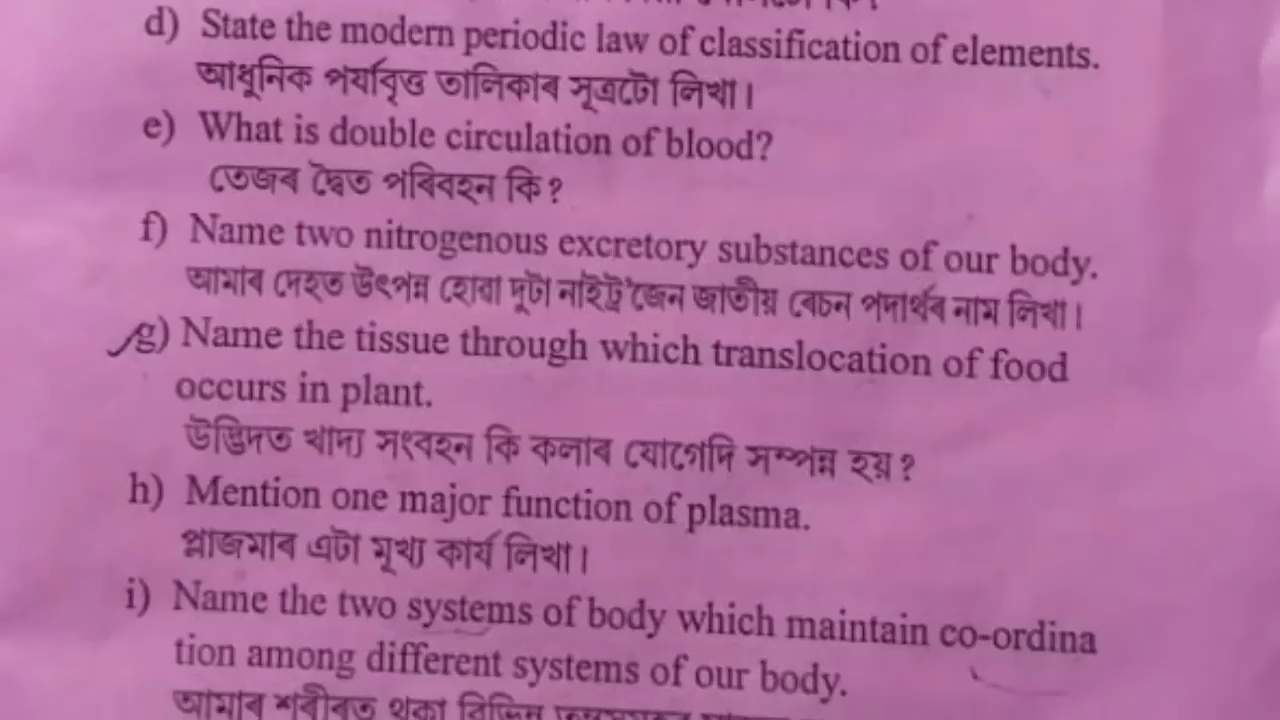 d) State the modern periodic law of classification of elements.
আধুনিক পৰ্যাবৃত্ত তালিকাৰ সূত্ৰটো লিখা।
e) What is double circulation of blood?
তেজৰ দ্বৈত পৰিবহন কি?
f) Name two nitrogenous excretory substances of our body.
আমাৰ দেহত উৎপন্ন হোৱা দূটা নাইট্ৰ'জেন জাতীয় ৰেচন পদাৰ্থৰ নাম লিখা।
g) Name the tissue through which translocation of food
occurs in plant.
উদ্ভিদত খাদ্য সংবহন কি কলাৰ যোগেদি সম্পন্ন হয়?
h) Mention one major function of plasma.
প্লাজমাৰ এটা মূখ্য কাৰ্য লিখা।
i) Name the two systems of body which maintain co-ordina
tion among different systems of our body.
আমাৰ শৰীৰত থকা বিভিন্ন